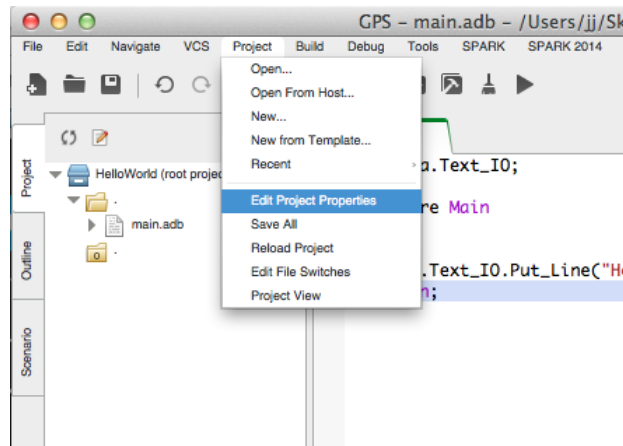 GPS - main.adb - /Users/jj/Sk
File Edit Navigate VCS Project Build Debug Tools SPARK SPARK 2014
Open...
Open From Host...
New...
New from Template...
Recent
Edit Project Properties
Save All
Reload Project
Edit File Switches
Project View
Project
Outline
Scenario
HelloWorld (root projec
.
main.adb
o .
a.Text_IO;
re Main
.Text_IO.Put_Line("H
n;